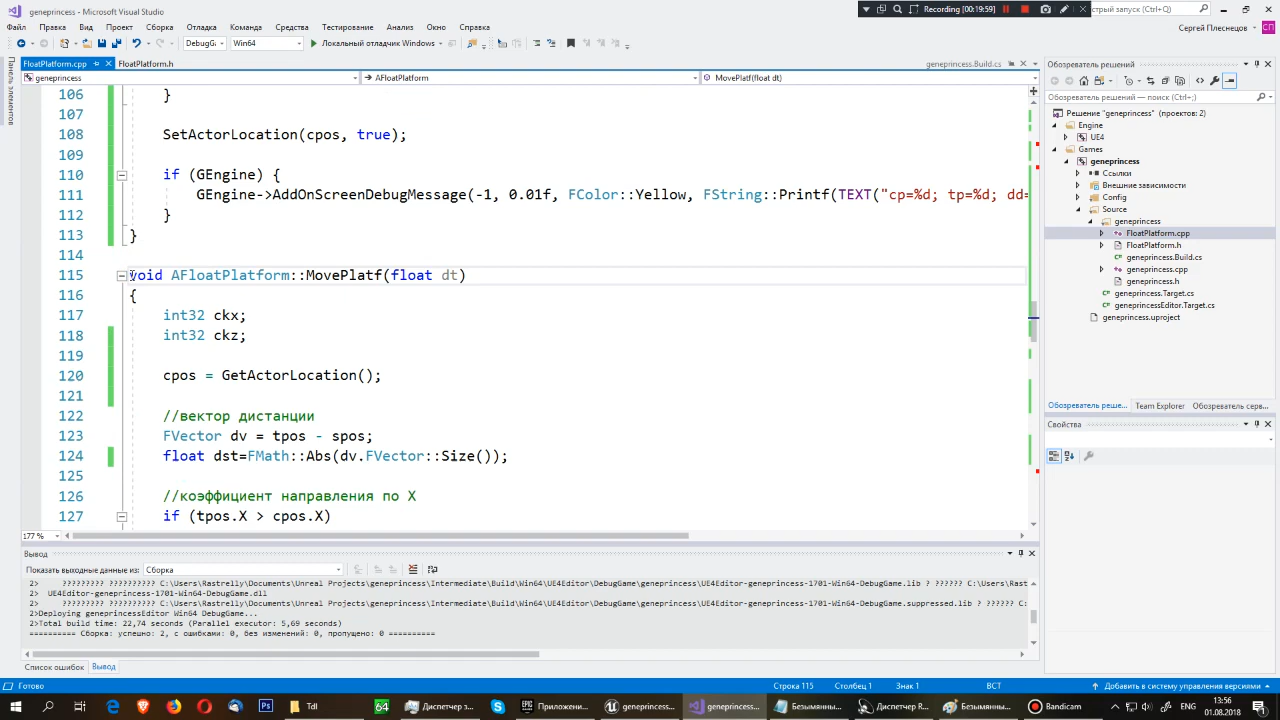 geneprincess - Microsoft Visual Studio
Recording [00:19:59]
стрый запуск (Ctrl+Q)
Файл Правка Вид Проект Сборка Отладка Команда Средства Тестирование Анализ Окно Справка
Сергей Плеснецов СП
DebugG Win64 Локальный отладчик Windows
Панель элементов
FloatPlatform.cpp FloatPlatform.h geneprincess.Build.cs
geneprincess AFloatPlatform MovePlatf(float dt)
106 }
107
108 SetActorLocation(cpos, true);
109
110 if (GEngine) {
111 GEngine->AddOnScreenDebugMessage(-1, 0.01f, FColor::Yellow, FString::Printf(TEXT("cp=%d; tp=%d; dd=
112 }
113 }
114
115 void AFloatPlatform::MovePlatf(float dt)
116 {
117 int32 ckx;
118 int32 ckz;
119
120 cpos = GetActorLocation();
121
122 //вектор дистанции
123 FVector dv = tpos - spos;
124 float dst=FMath::Abs(dv.FVector::Size());
125
126 //коэффициент направления по X
127 if (tpos.X > cpos.X)
177 %
Обозреватель решений
Обозреватель решений — поиск (Ctrl+;)
Решение "geneprincess" (проектов: 2)
Engine
UE4
Games
geneprincess
Ссылки
Внешние зависимости
Config
Source
geneprincess
FloatPlatform.cpp
FloatPlatform.h
geneprincess.Build.cs
geneprincess.cpp
geneprincess.h
geneprincess.Target.cs
geneprincessEditor.Target.cs
geneprincess.uproject
Обозреватель реше... Team Explorer Обозреватель серв...
Свойства
Вывод
Показать выходные данные из: Сборка
2> ????????? ?????????? C:\Users\Rastrelly\Documents\Unreal Projects\geneprincess\Intermediate\Build\Win64\UE4Editor\DebugGame\geneprincess\UE4Editor-geneprincess-1701-Win64-DebugGame.lib ? ?????? C:\Users\Rast
2> UE4Editor-geneprincess-1701-Win64-DebugGame.dll
2> ????????? ?????????? C:\Users\Rastrelly\Documents\Unreal Projects\geneprincess\Intermediate\Build\Win64\UE4Editor\DebugGame\geneprincess\UE4Editor-geneprincess-1701-Win64-DebugGame.suppressed.lib ? ?????? C:
2>Deploying geneprincessEditor Win64 DebugGame...
2>Total build time: 22,74 seconds (Parallel executor: 5,69 seconds)
========== Сборка: успешно: 2, с ошибками: 0, без изменений: 0, пропущено: 0 ==========
Список ошибок Вывод
Готово Строка 115 Столбец 1 Знак 1 ВСТ Добавить в систему управления версиями
Tdl 64 Диспетчер з... Приложени... geneprincess... geneprincess... Безымянны... Диспетчер R... Безымянны... Bandicam
13:56
01.08.2018